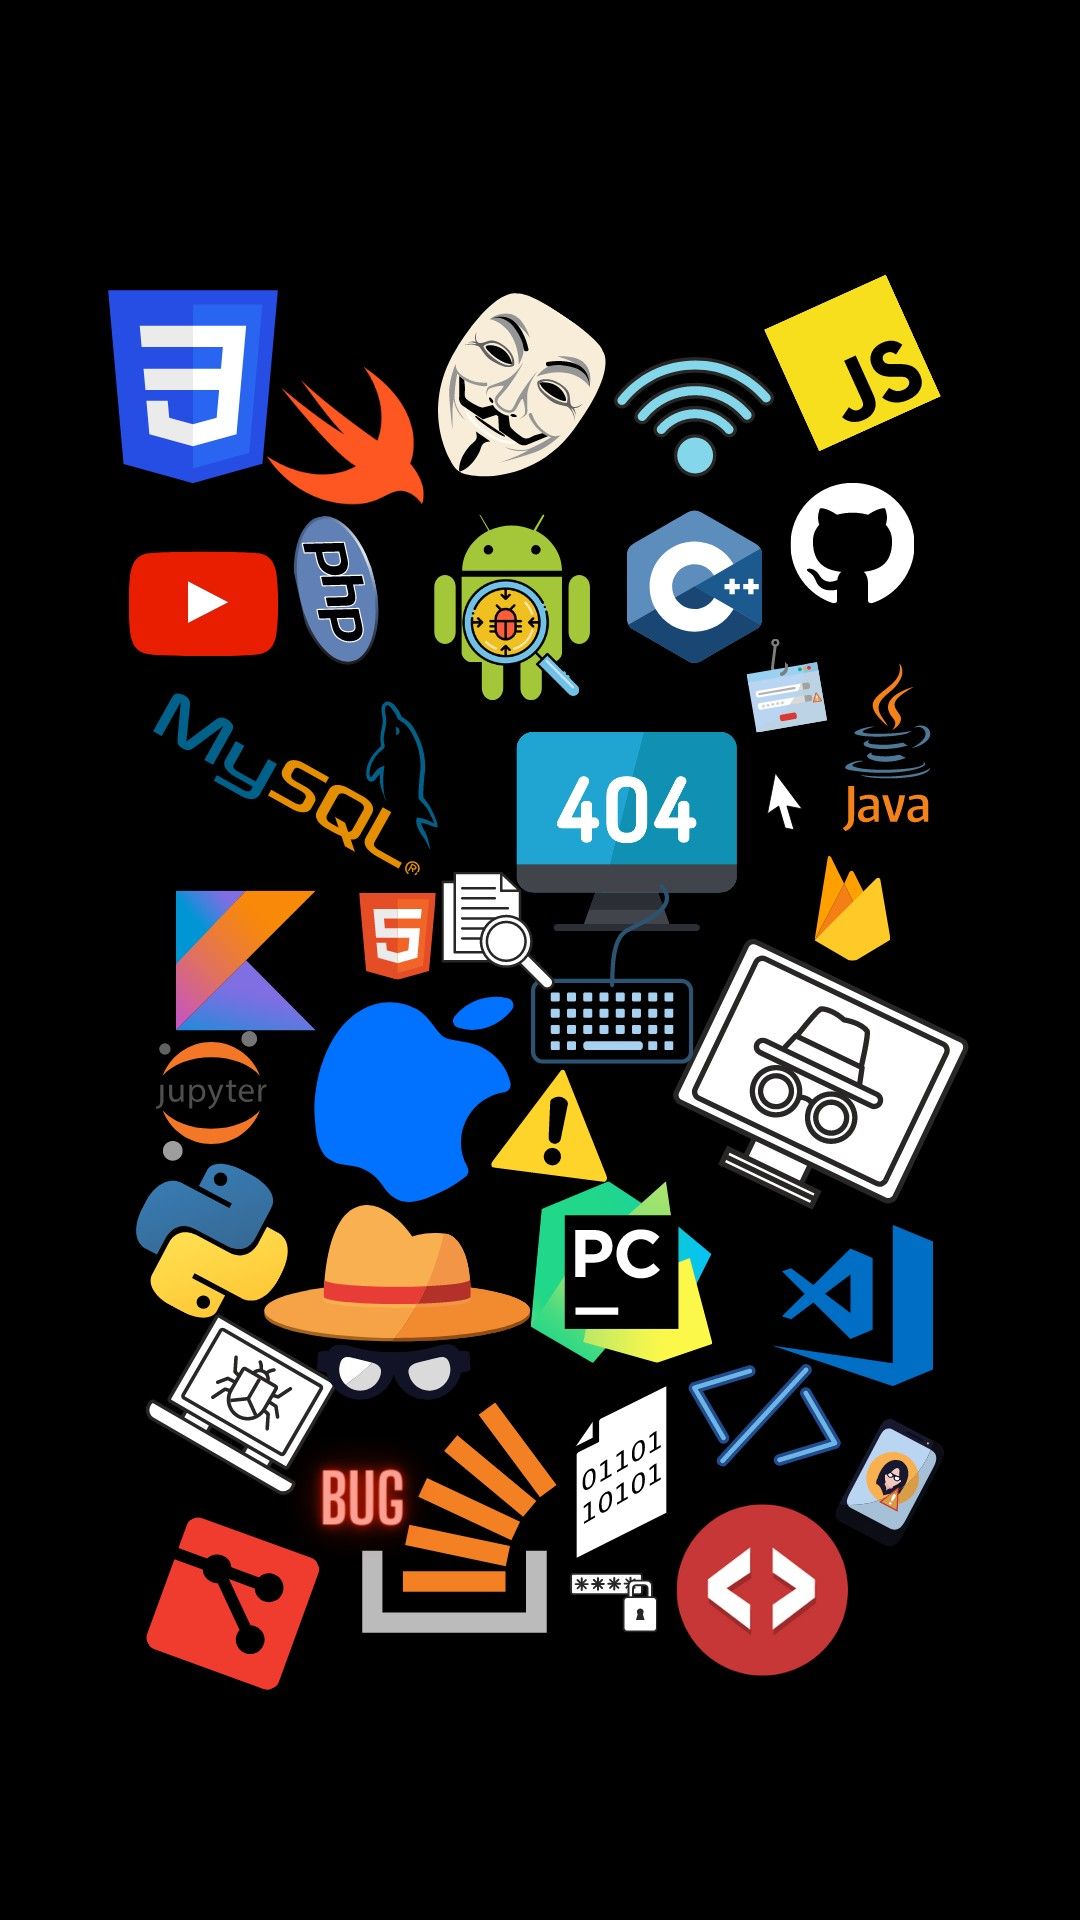 JS
php
C++
MySQL®
404
Java
5
jupyter
!
PC
</>
01101
10101
BUG
****
<>